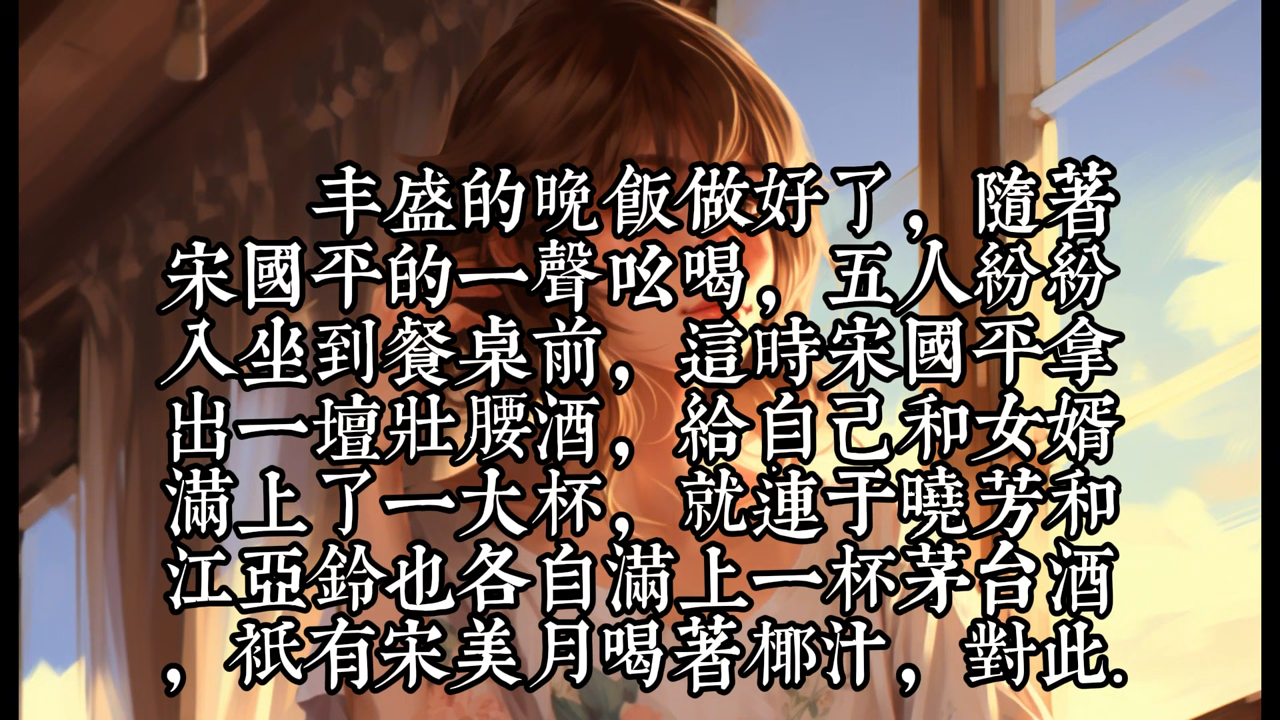 丰盛的晚飯做好了，隨著
宋國平的一聲吆喝，五人紛紛
入坐到餐桌前，這時宋國平拿
出一壇壯腰酒，給自己和女婿
滿上了一大杯，就連于曉芳和
江亞鈴也各自滿上一杯茅台酒
，祇有宋美月喝著椰汁，對此.